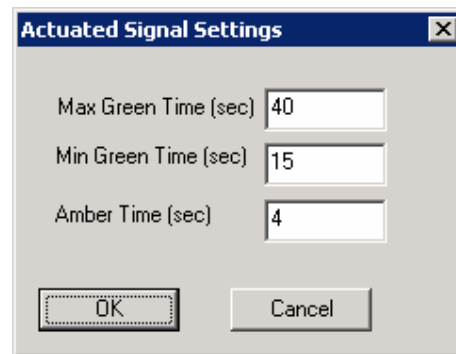 Actuated Signal Settings
Max Green Time (sec) 40
Min Green Time (sec) 15
Amber Time (sec) 4
OK Cancel